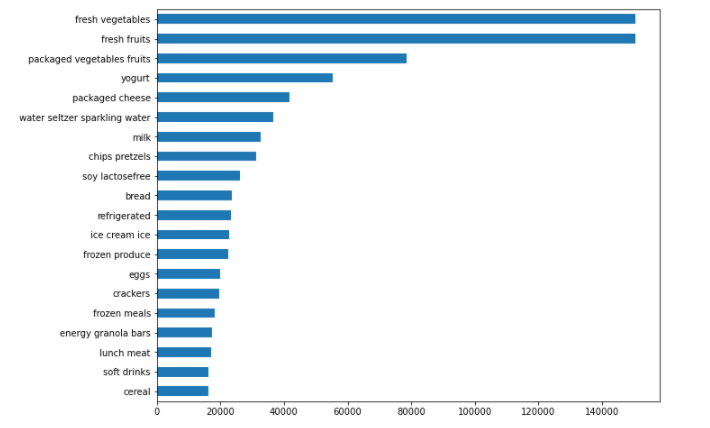 fresh vegetables
fresh fruits
packaged vegetables fruits
yogurt
packaged cheese
water seltzer sparkling water
milk
chips pretzels
soy lactosefree
bread
refrigerated
ice cream ice
frozen produce
eggs
crackers
frozen meals
energy granola bars
lunch meat
soft drinks
cereal
0 20000 40000 60000 80000 100000 120000 140000